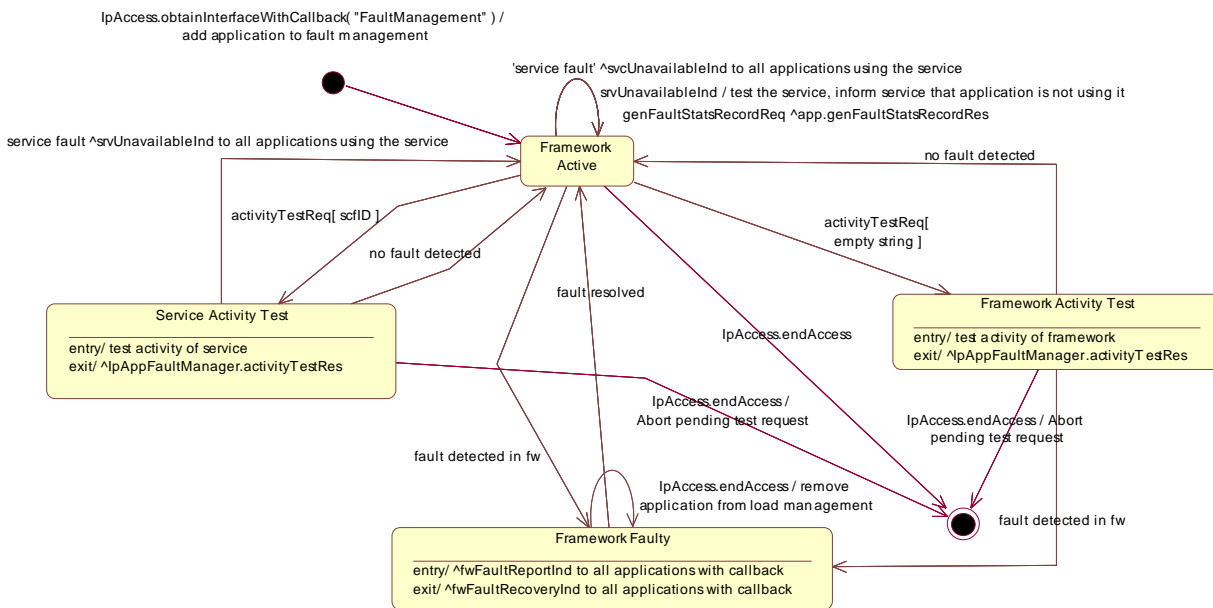 IpAccess.obtainInterfaceWithCallback( "FaultManagement" ) /
add application to fault management
'service fault' ^svcUnavailableInd to all applications using the service
srvUnavailableInd / test the service, inform service that application is not using it
genFaultStatsRecordReq ^app.genFaultStatsRecordRes
service fault ^srvUnavailableInd to all applications using the service
Framework
Active
no fault detected
activityTestReq[ scfID ]
activityTestReq[
empty string ]
no fault detected
fault resolved
Service Activity Test
entry/ test activity of service
exit/ ^IpAppFaultManager.activityTestRes
Framework Activity Test
entry/ test activity of framework
exit/ ^IpAppFaultManager.activityTestRes
IpAccess.endAccess
IpAccess.endAccess /
Abort pending test request
IpAccess.endAccess / Abort
pending test request
fault detected in fw
IpAccess.endAccess / remove
application from load management
fault detected in fw
Framework Faulty
entry/ ^fwFaultReportInd to all applications with callback
exit/ ^fwFaultRecoveryInd to all applications with callback